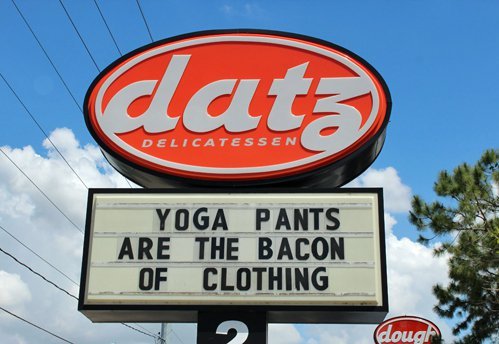 datz
DELICATESSEN
YOGA PANTS
ARE THE BACON
OF CLOTHING
2
dough